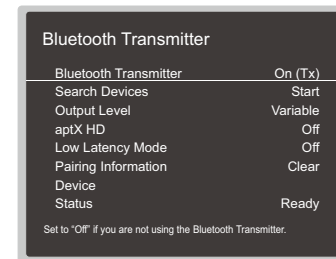 Bluetooth Transmitter
Bluetooth Transmitter On (Tx)
Search Devices Start
Output Level Variable
aptX HD Off
Low Latency Mode Off
Pairing Information Clear
Device
Status Ready
Set to “Off” if you are not using the Bluetooth Transmitter.